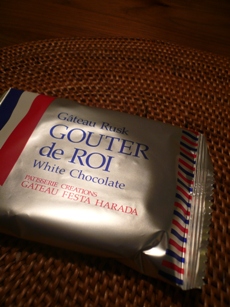 Gâteau Rusk
GOUTER
de ROI
White Chocolate
PATISSERIE CREATIONS
GATEAU FESTA HARADA